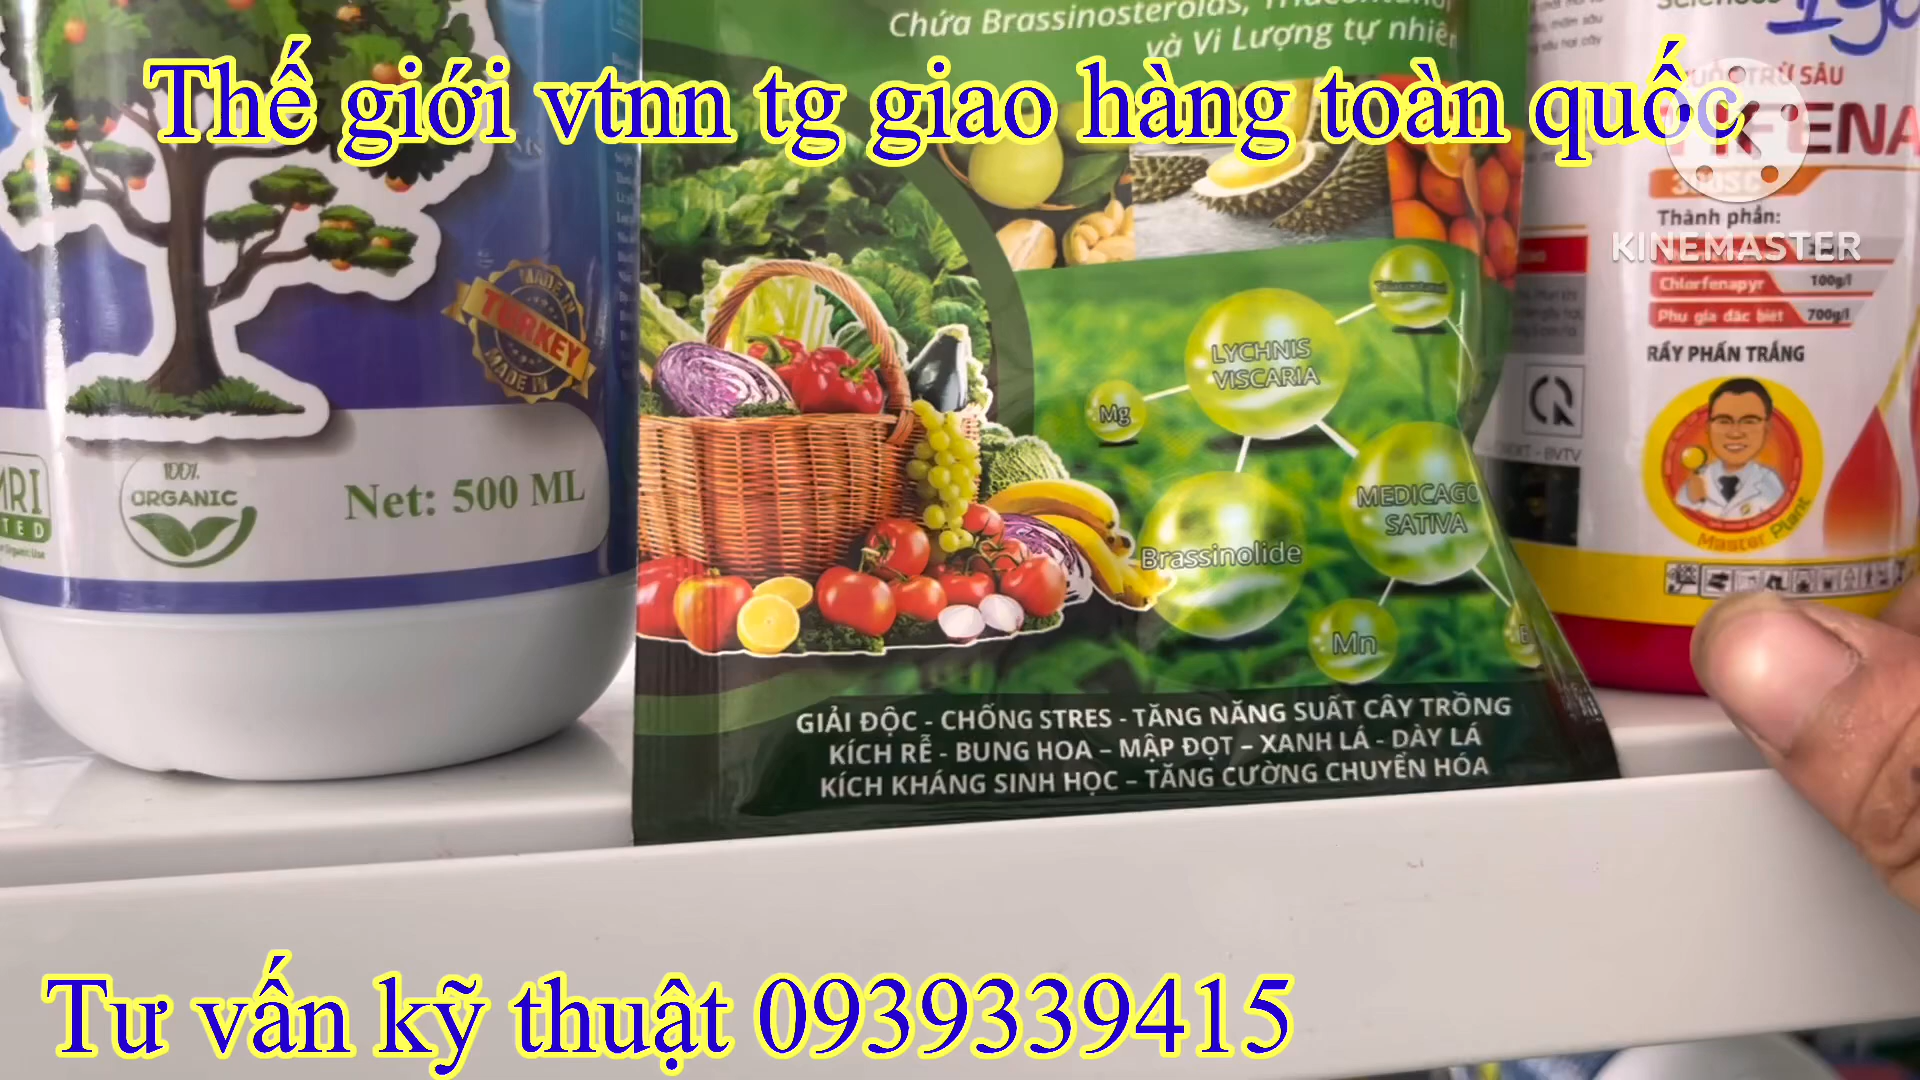 Chứa Brassinosteroids,
và Vi Lượng tự nhiên
Thế giới vtnn tg giao hàng toàn quốc
KINEMASTER
MADE IN
TURKEY
MADE IN
100%
ORGANIC
Net: 500 ML
LYCHNIS
VISCARIA
Mg
MEDICAGO
SATIVA
Brassinolide
Mn
GIẢI ĐỘC - CHỐNG STRES - TĂNG NĂNG SUẤT CÂY TRỒNG
KÍCH RỄ - BUNG HOA – MẬP ĐỌT – XANH LÁ - DÀY LÁ
KÍCH KHÁNG SINH HỌC – TĂNG CƯỜNG CHUYỂN HÓA
TRỪ SÂU
Thành phần:
Chlorfenapyr 100g/l
Phụ gia đặc biệt 700g/l
RẦY PHẤN TRẮNG
Master Plant
Tư vấn kỹ thuật 0939339415